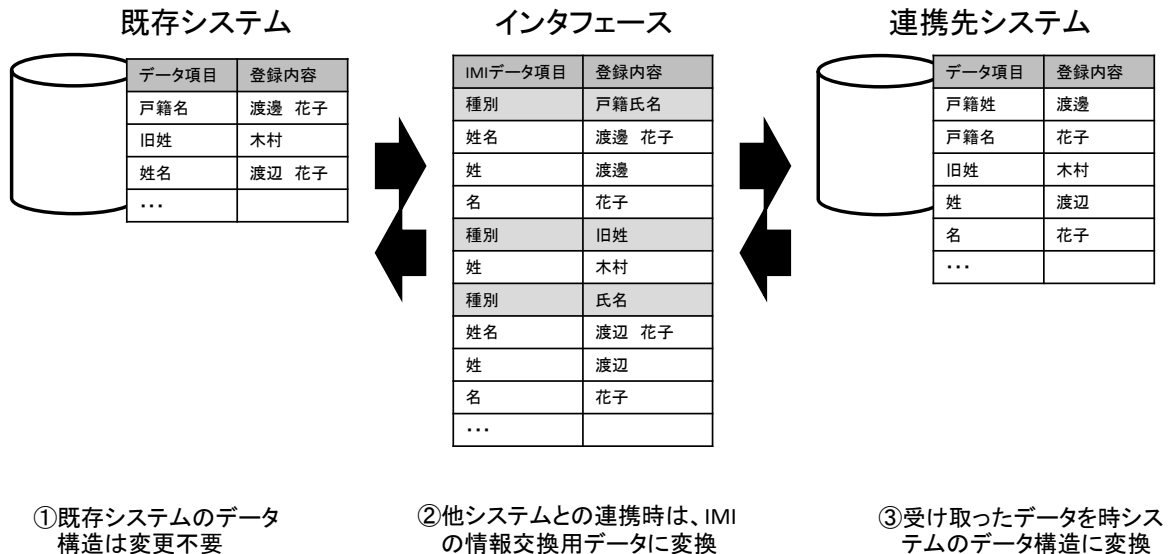 既存システム
データ項目 登録内容
戸籍名 渡邊 花子
旧姓 木村
姓名 渡辺 花子
・・・
インタフェース
IMIデータ項目 登録内容
種別 戸籍氏名
姓名 渡邊 花子
姓 渡邊
名 花子
種別 旧姓
姓 木村
種別 氏名
姓名 渡辺 花子
姓 渡辺
名 花子
・・・
連携先システム
データ項目 登録内容
戸籍姓 渡邊
戸籍名 花子
旧姓 木村
姓 渡辺
名 花子
・・・
①既存システムのデータ
構造は変更不要
②他システムとの連携時は、IMI
の情報交換用データに変換
③受け取ったデータを時シス
テムのデータ構造に変換